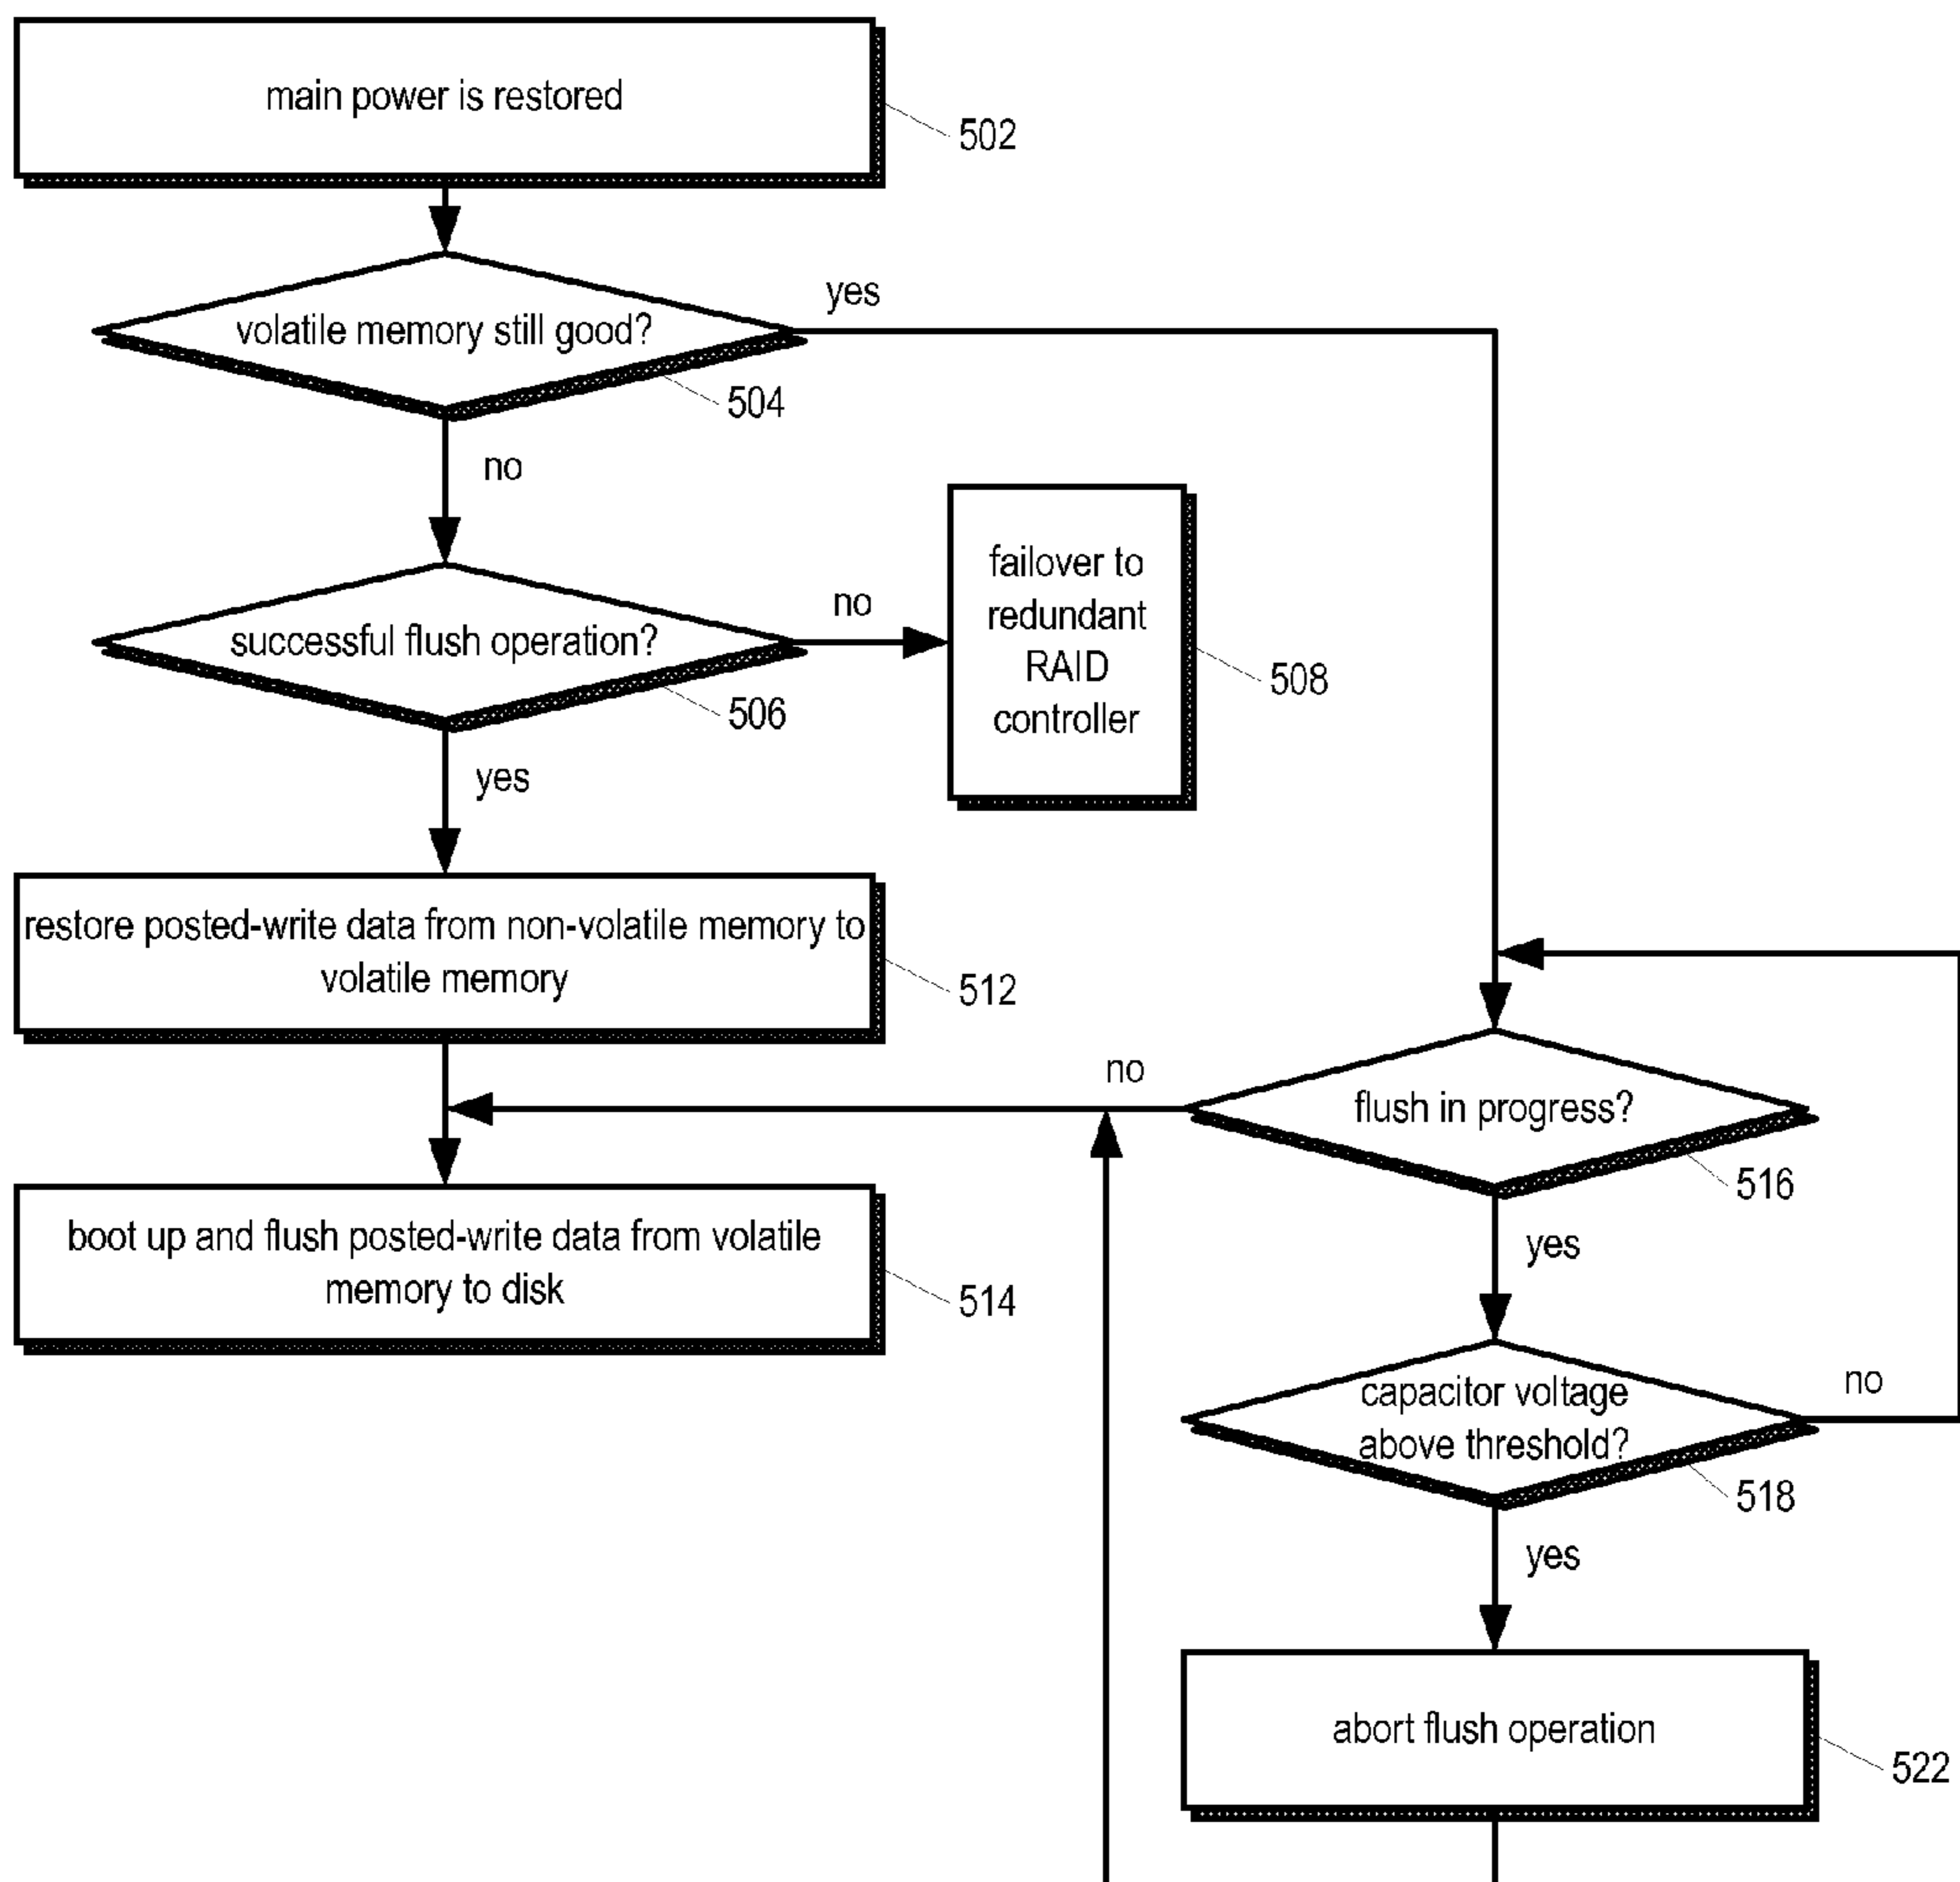 main power is restored
502
yes
volatile memory still good?
504
no
failover to
redundant
RAID
controller
508
no
successful flush operation?
506
yes
restore posted-write data from non-volatile memory to
volatile memory
512
no
flush in progress?
516
boot up and flush posted-write data from volatile
memory to disk
514
yes
capacitor voltage
above threshold?
no
518
yes
abort flush operation
522